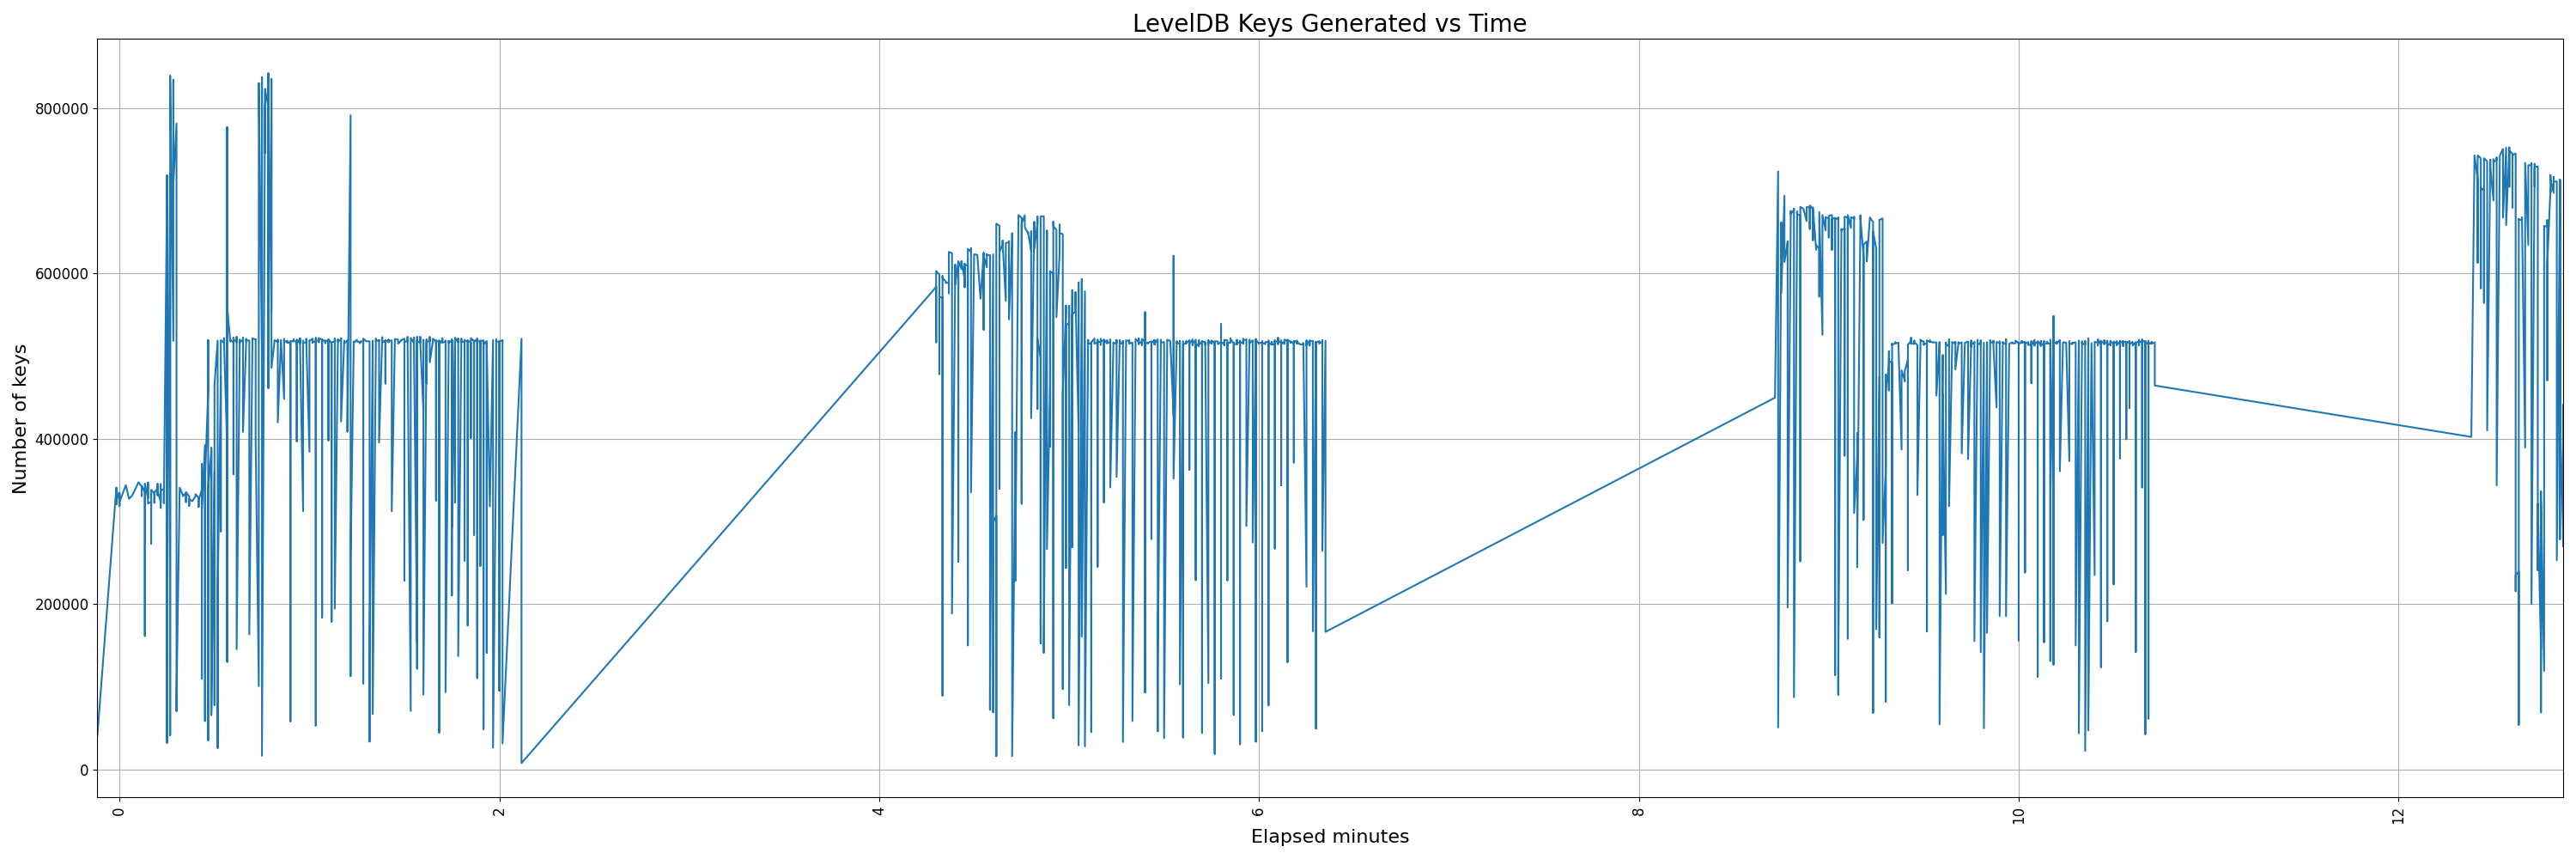 LevelDB Keys Generated vs Time
Number of keys
800000
600000
400000
200000
0
0 2 4 6 8 10 12
Elapsed minutes